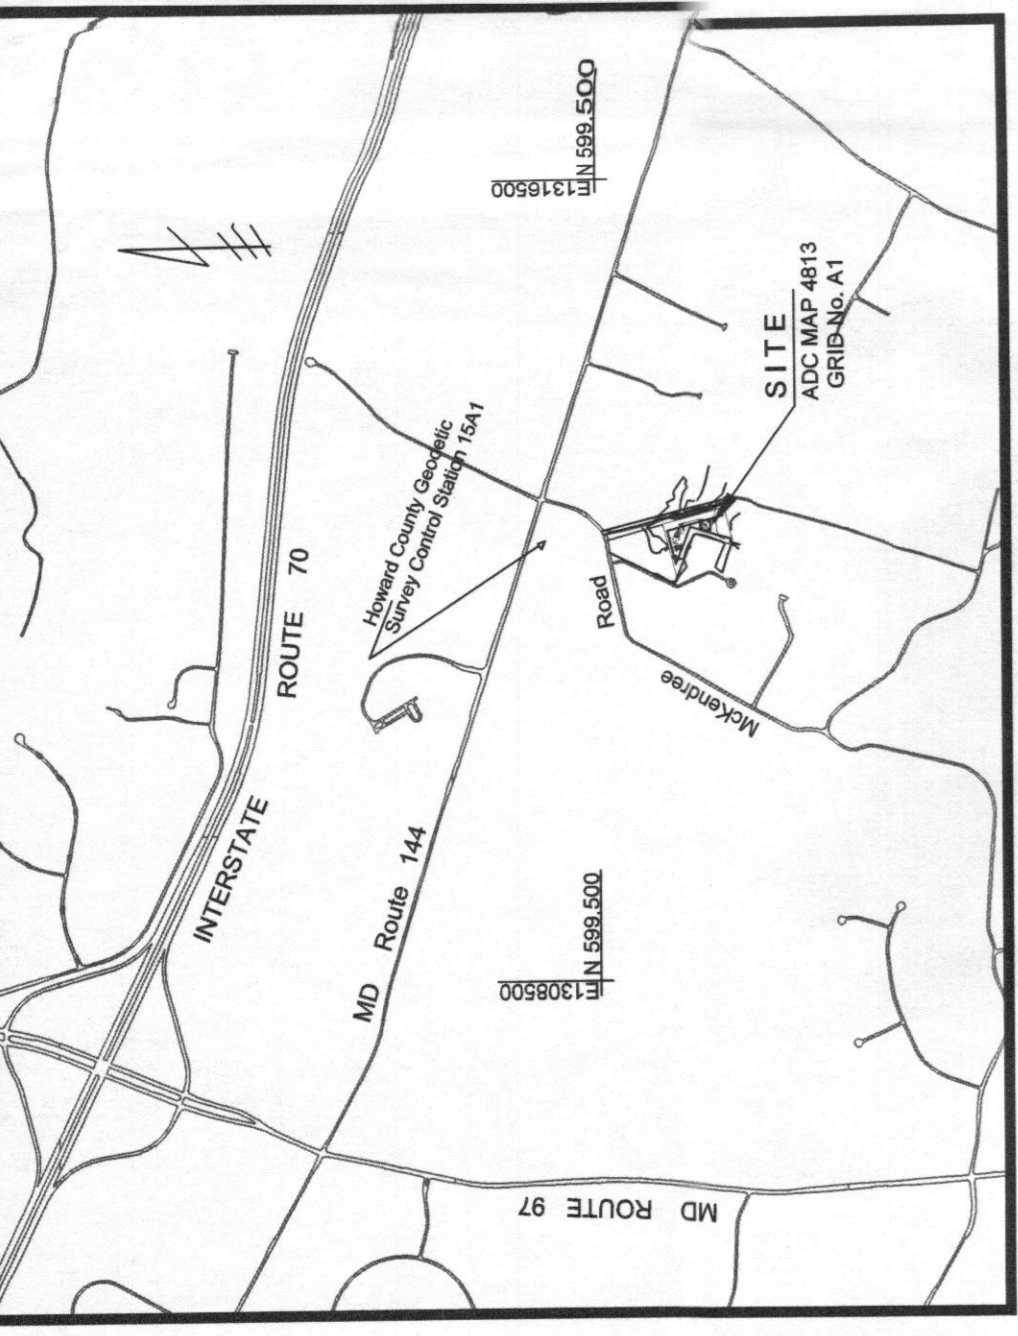 INTERSTATE ROUTE 70
Howard County Geodetic
Survey Control Station 15A1
MD Route 144
E1316500
N 599,500
SITE
ADC MAP 4813
GRID No. A1
McKendree Road
E1308500
N 599,500
MD ROUTE 97